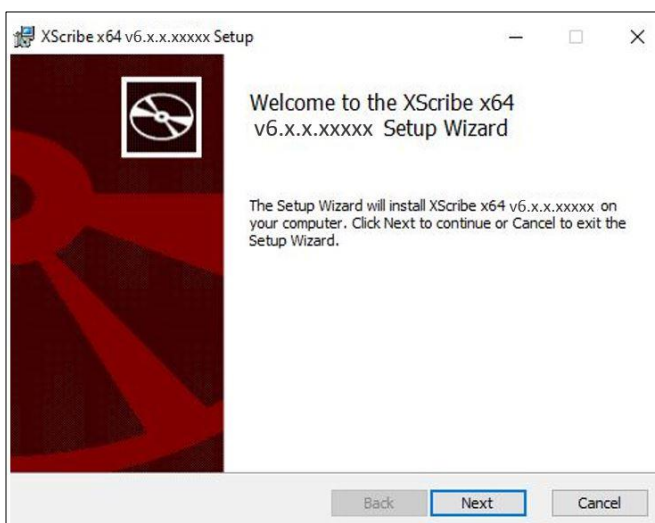 XScribe x64 v6.x.x.xxxxx Setup
Welcome to the XScribe x64
v6.x.x.xxxxx Setup Wizard
The Setup Wizard will install XScribe x64 v6.x.x.xxxxx on
your computer. Click Next to continue or Cancel to exit the
Setup Wizard.
Back Next Cancel